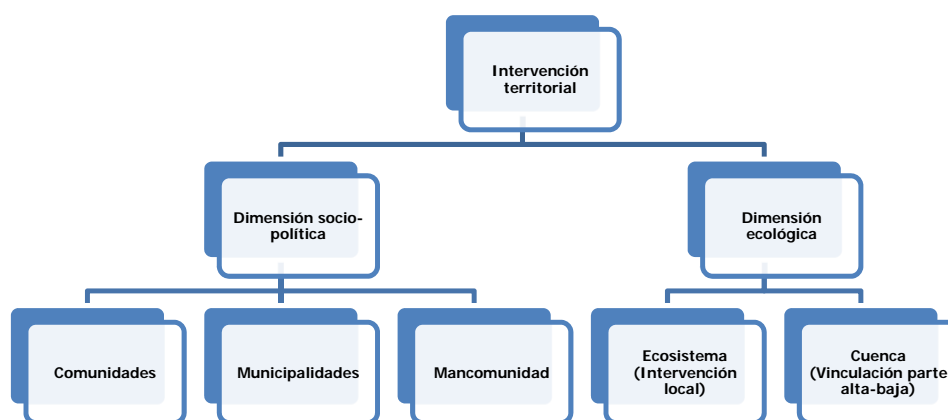 Intervención
territorial
Dimensión socio-
política
Dimensión
ecológica
Comunidades
Municipalidades
Mancomunidad
Ecosistema
(Intervención
local)
Cuenca
(Vinculación parte
alta-baja)